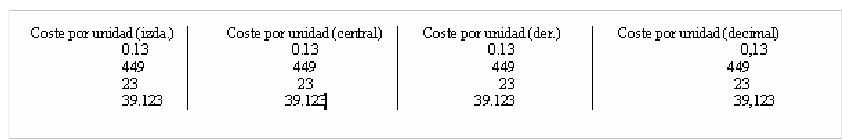 Coste por unidad (izda.) Coste por unidad (central) Coste por unidad (der.) Coste por unidad (decimal)
0.13 0.13 0.13 0,13
449 449 449 449
23 23 23 23
39.123 39.123 39.123 39,123